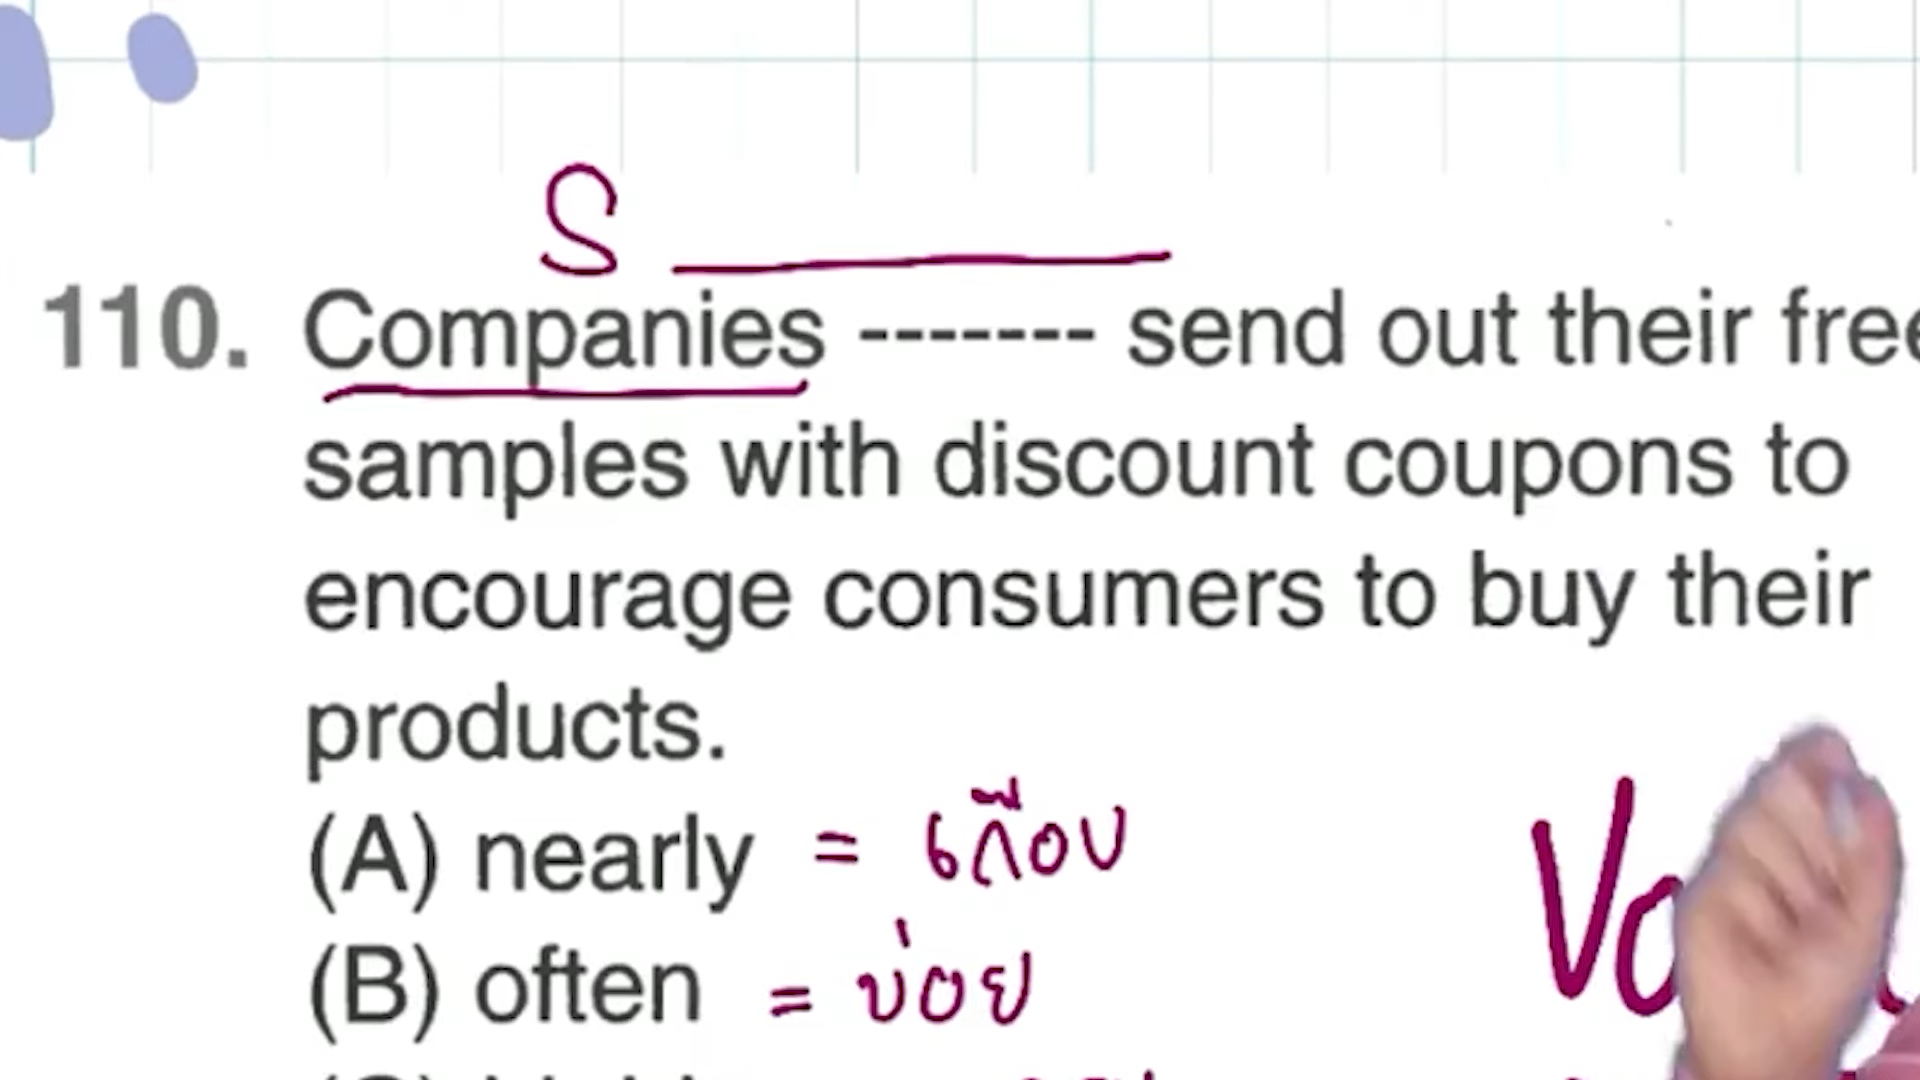 S
110. Companies ------- send out their free
samples with discount coupons to
encourage consumers to buy their
products.
(A) nearly = เกือบ
(B) often = บ่อย